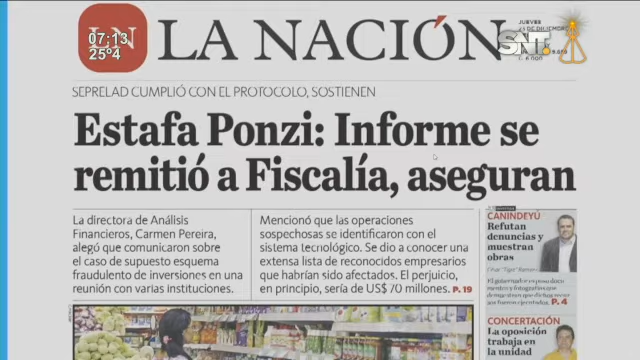 07:13
25°4
LN
LA NACIÓN
JUEVES
SNT
SEPRELAD CUMPLIÓ CON EL PROTOCOLO, SOSTIENEN
Estafa Ponzi: Informe se
remitió a Fiscalía, aseguran
La directora de Análisis
Financieros, Carmen Pereira,
alegó que comunicaron sobre
el caso de supuesto esquema
fraudulento de inversiones en una
reunión con varias instituciones.
Mencionó que las operaciones
sospechosas se identificaron con el
sistema tecnológico. Se dio a conocer una
extensa lista de reconocidos empresarios
que habrían sido afectados. El perjuicio,
en principio, sería de US$ 70 millones. P. 19
CANINDEYÚ
Refutan
denuncias y
muestran
obras
P. 4
CONCERTACIÓN
La oposición
trabaja en
la unidad